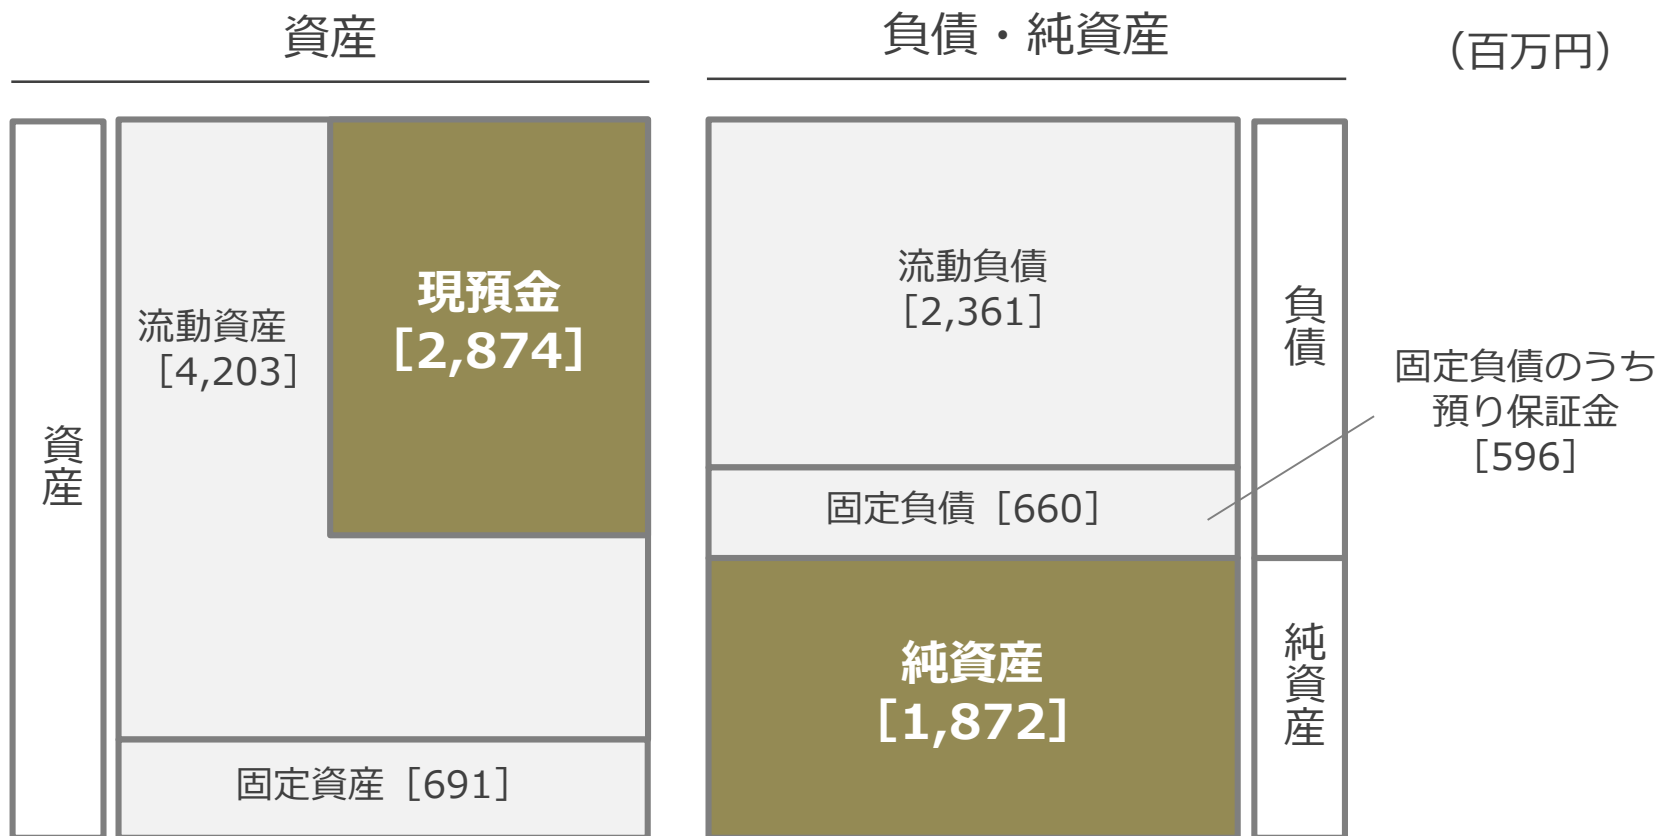 資産
負債・純資産
（百万円）
資産
流動資産
［4,203］
現預金
［2,874］
固定資産［691］
流動負債
［2,361］
固定負債［660］
純資産
［1,872］
負債
純資産
固定負債のうち
預り保証金
［596］